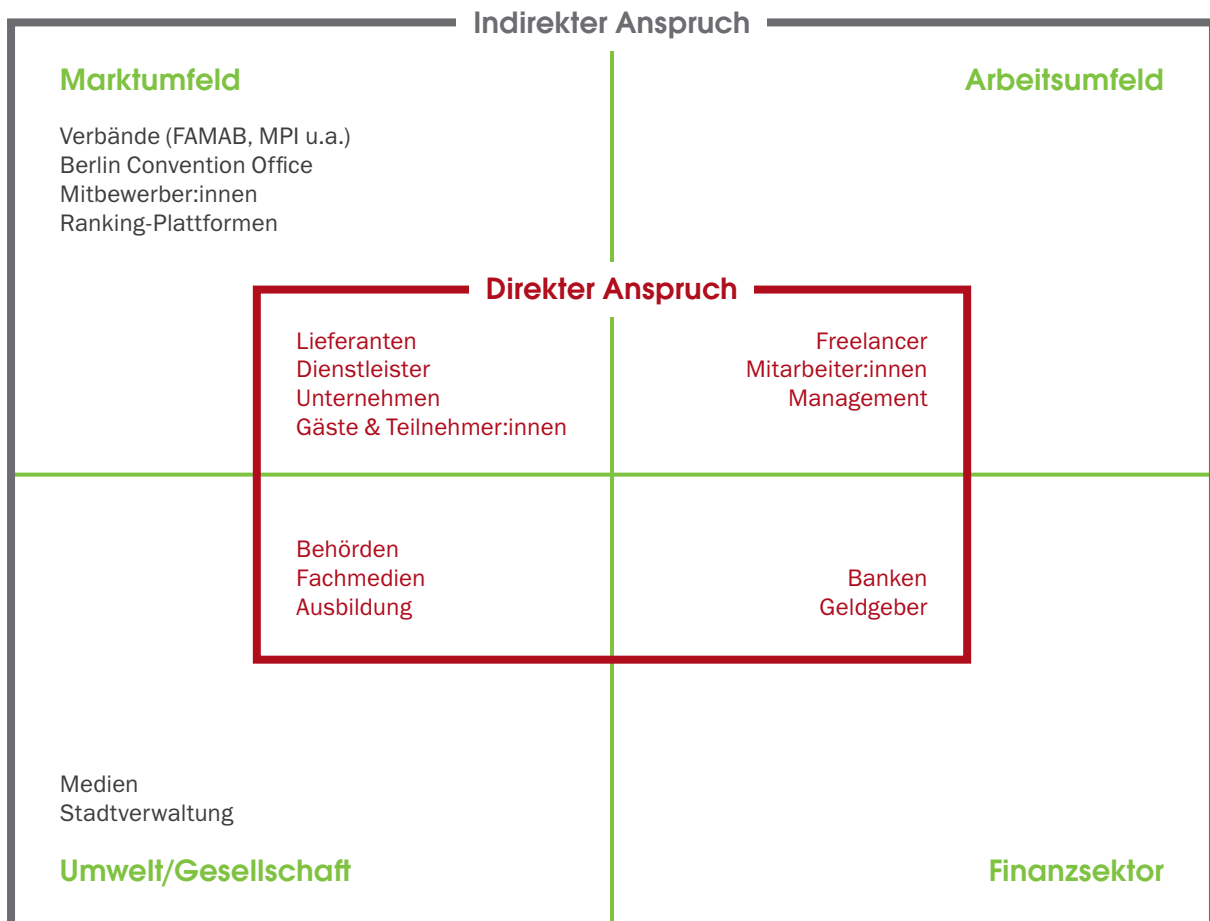 Indirekter Anspruch
Marktumfeld
Arbeitsumfeld
Verbände (FAMAB, MPI u.a.)
Berlin Convention Office
Mitbewerber:innen
Ranking-Plattformen
Direkter Anspruch
Lieferanten
Dienstleister
Unternehmen
Gäste & Teilnehmer:innen
Freelancer
Mitarbeiter:innen
Management
Behörden
Fachmedien
Ausbildung
Banken
Geldgeber
Medien
Stadtverwaltung
Umwelt/Gesellschaft
Finanzsektor